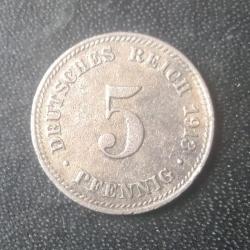 DEUTSCHES REICH 1913
5
PFENNIG